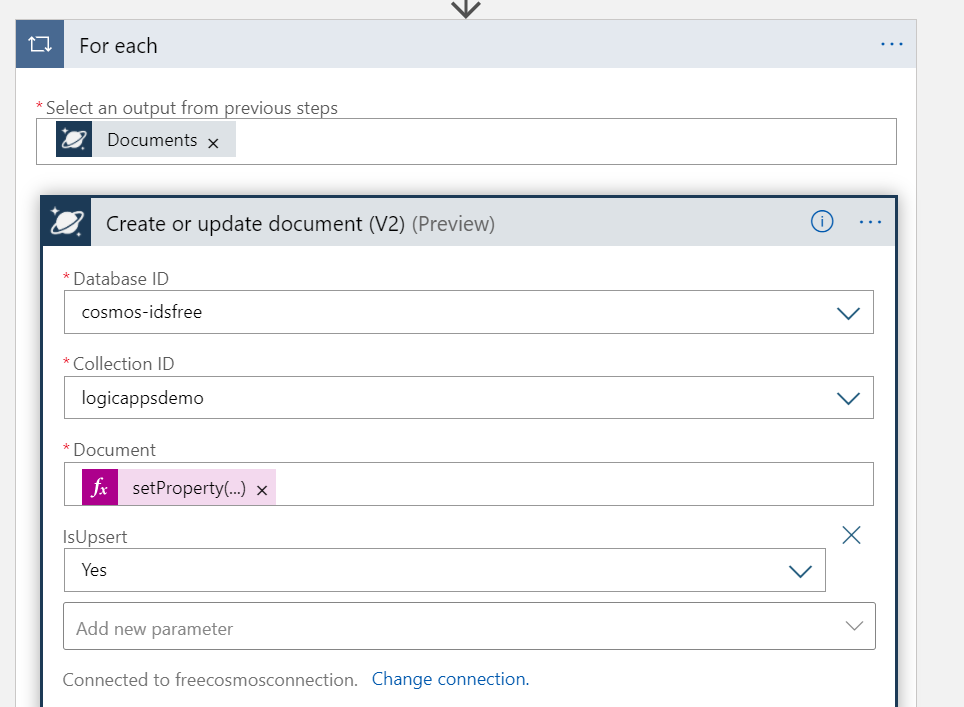 For each
...
* Select an output from previous steps
Documents ×
Create or update document (V2) (Preview)
...
* Database ID
cosmos-idsfree
* Collection ID
logicappsdemo
* Document
fx setProperty(...) ×
IsUpsert
Yes
Add new parameter
Connected to freecosmosconnection. Change connection.